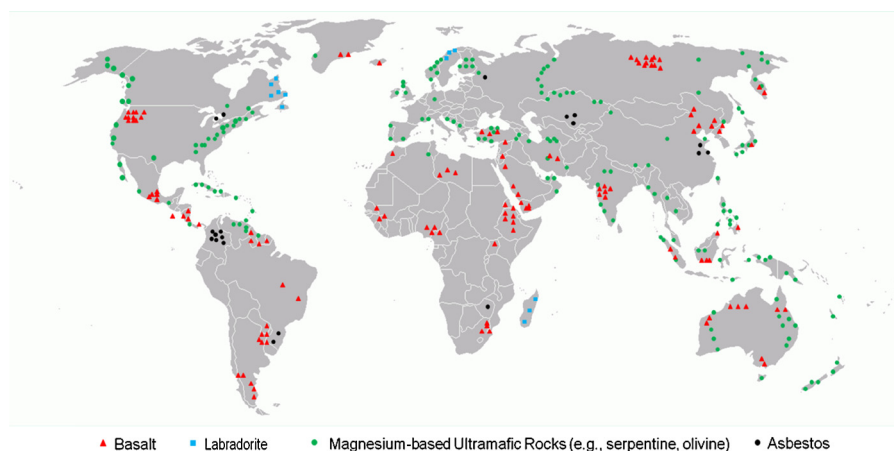 Basalt Labradorite Magnesium-based Ultramafic Rocks (e.g., serpentine, olivine) Asbestos